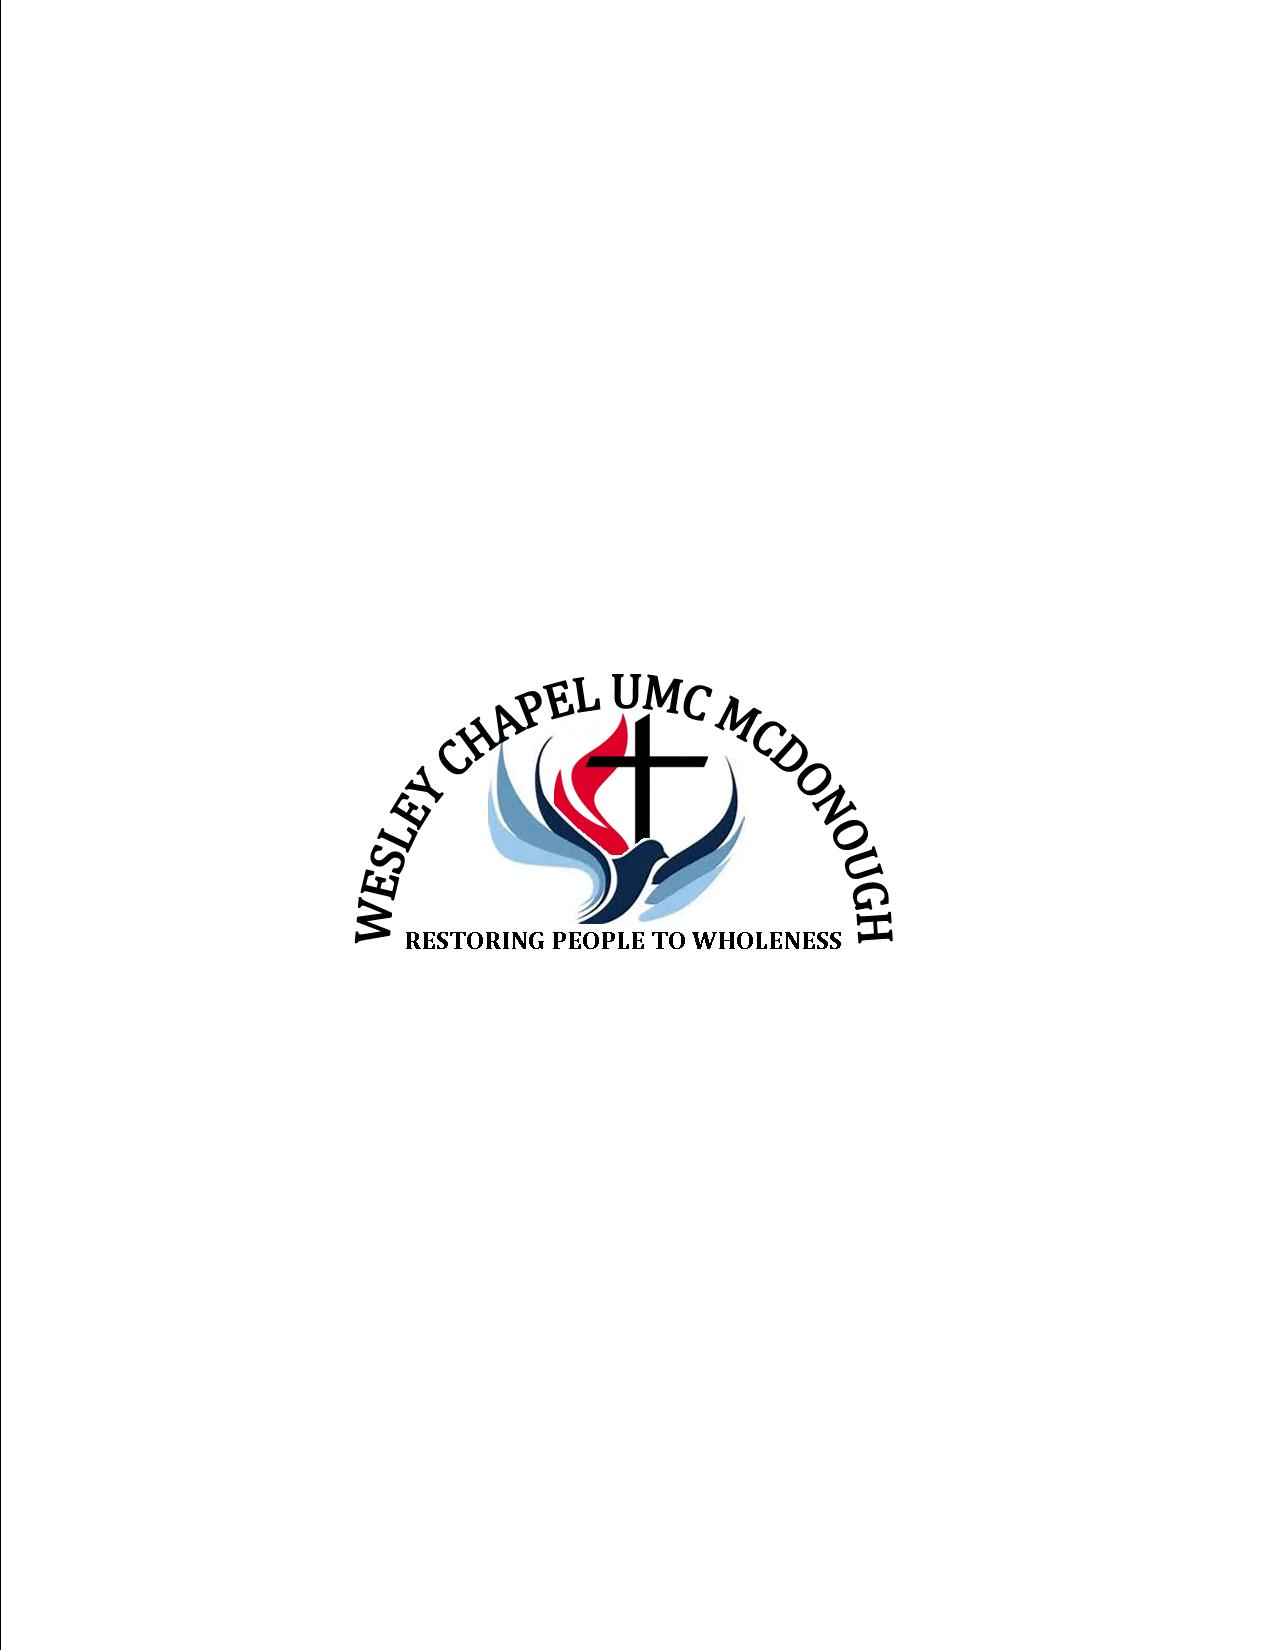 WESLEY CHAPEL UMC MCDONOUGH
RESTORING PEOPLE TO WHOLENESS